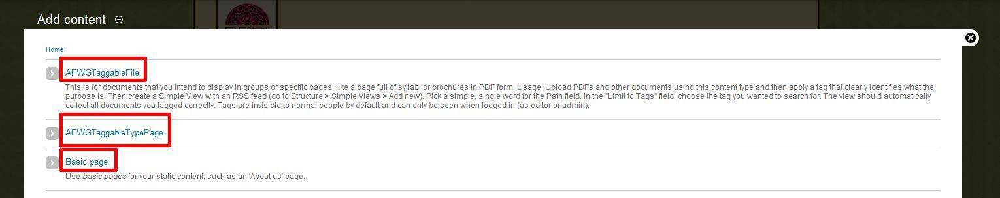 Add content
Home
AFWGTaggableFile
This is for documents that you intend to display in groups or specific pages, like a page full of syllabi or brochures in PDF form. Usage: Upload PDFs and other documents using this content type and then apply a tag that clearly identifies what the
purpose is. Then create a Simple View with an RSS feed (go to Structure > Simple Views > Add new). Pick a simple, single word for the Path field. In the "Limit to Tags" field, choose the tag you wanted to search for. The view should automatically
collect all documents you tagged correctly. Tags are invisible to normal people by default and can only be seen when logged in (as editor or admin).
AFWGTaggableTypePage
Basic page
Use basic pages for your static content, such as an 'About us' page.